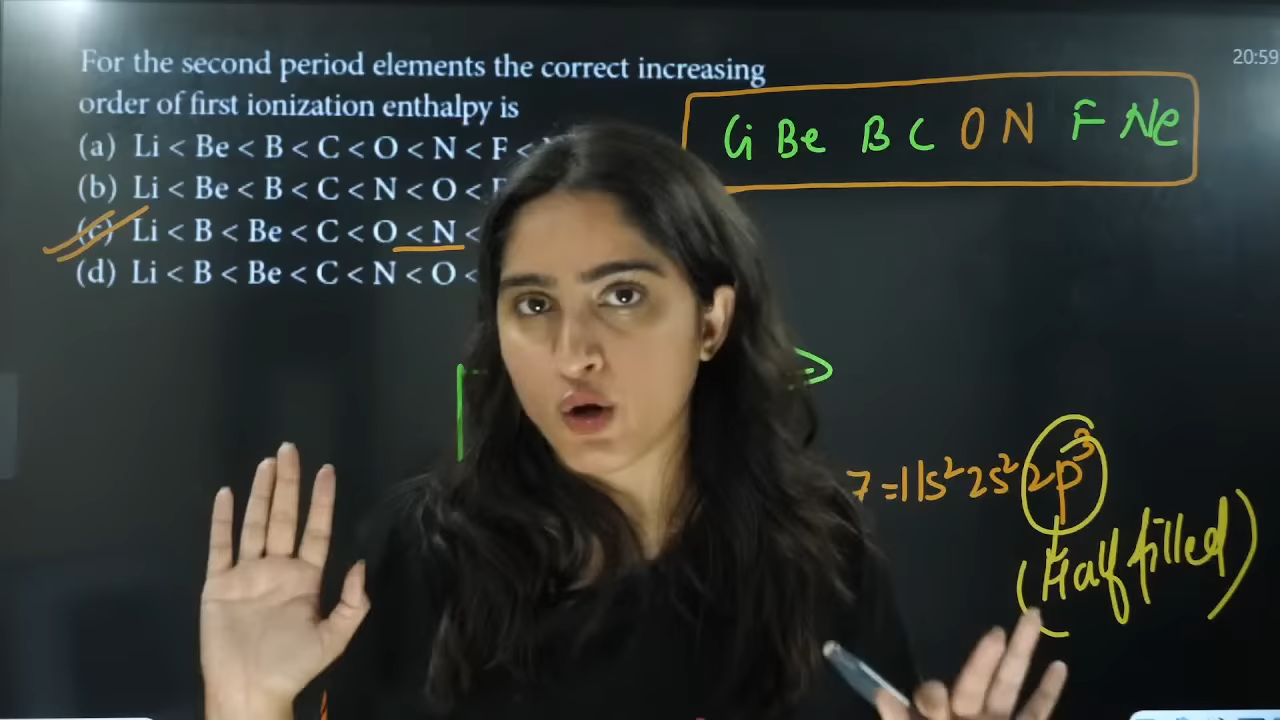 20:59
For the second period elements the correct increasing
order of first ionization enthalpy is
(a) Li < Be < B < C < O < N < F <
(b) Li < Be < B < C < N < O <
(c) Li < B < Be < C < O < N <
(d) Li < B < Be < C < N < O <
Li Be B C O N F Ne
7 = 1s² 2s² 2p³
(Half filled)